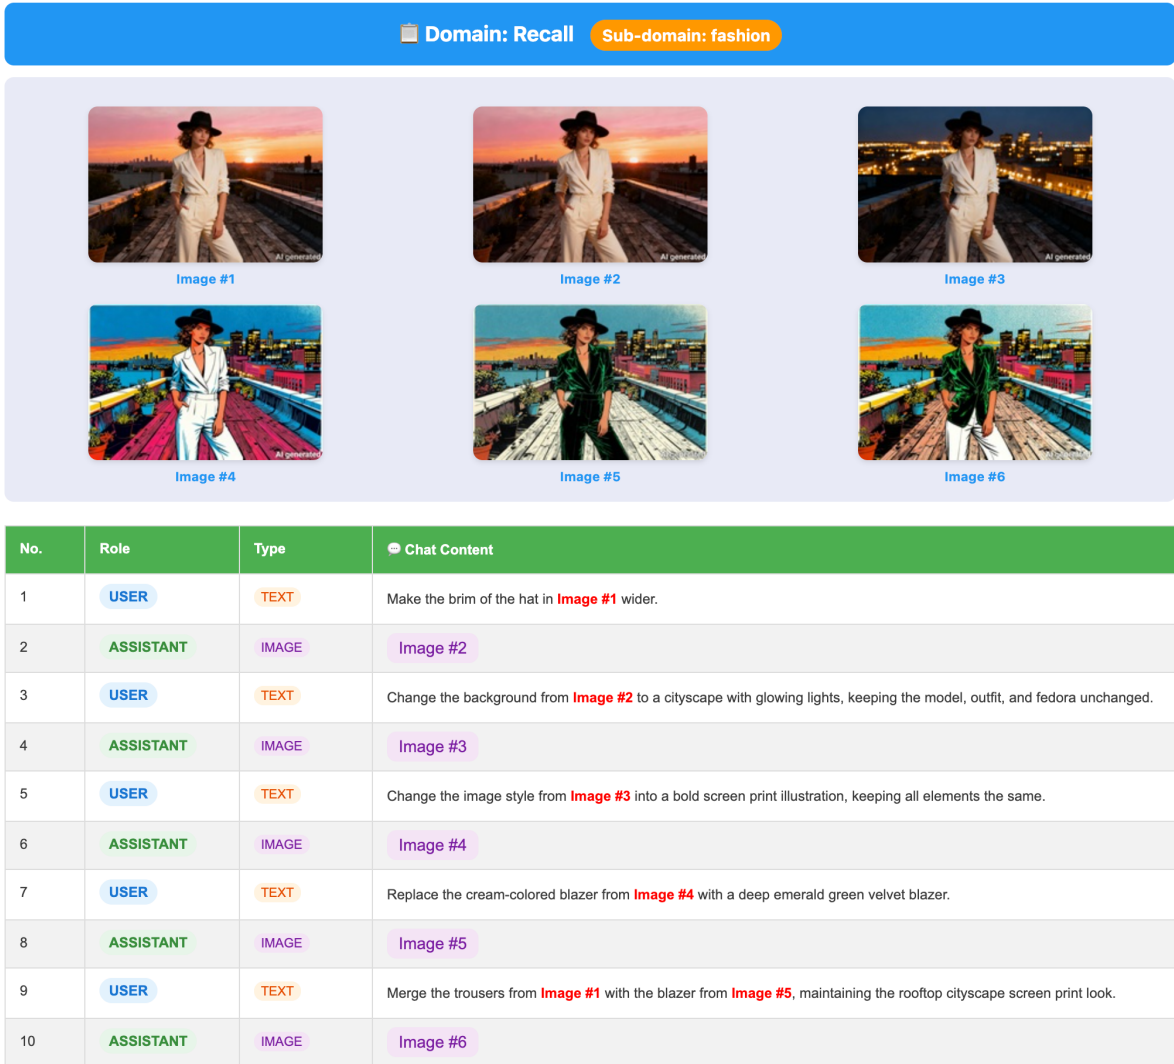 📋 Domain: Recall Sub-domain: fashion
AI generated AI generated AI generated
Image #1 Image #2 Image #3
AI generated
Image #4 Image #5 Image #6
No. Role Type 💬 Chat Content
1 USER TEXT Make the brim of the hat in Image #1 wider.
2 ASSISTANT IMAGE Image #2
3 USER TEXT Change the background from Image #2 to a cityscape with glowing lights, keeping the model, outfit, and fedora unchanged.
4 ASSISTANT IMAGE Image #3
5 USER TEXT Change the image style from Image #3 into a bold screen print illustration, keeping all elements the same.
6 ASSISTANT IMAGE Image #4
7 USER TEXT Replace the cream-colored blazer from Image #4 with a deep emerald green velvet blazer.
8 ASSISTANT IMAGE Image #5
9 USER TEXT Merge the trousers from Image #1 with the blazer from Image #5, maintaining the rooftop cityscape screen print look.
10 ASSISTANT IMAGE Image #6